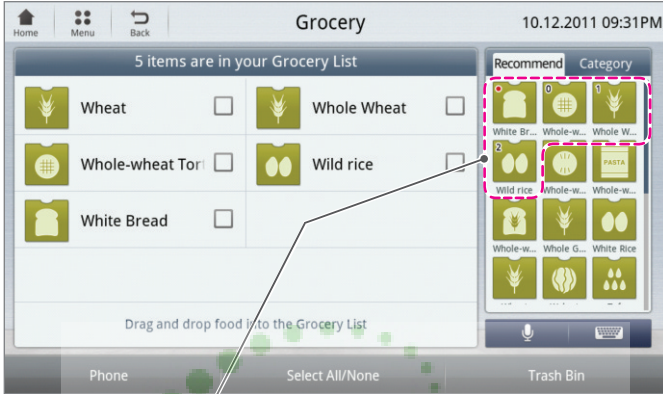 Home
Menu
Back
Grocery
10.12.2011 09:31PM
5 items are in your Grocery List
Recommend
Category
Wheat
Whole Wheat
Whole-wheat Tor
Wild rice
White Bread
Drag and drop food into the Grocery List
0
1
White Br...
Whole-w...
Whole W...
2
PASTA
Wild rice
Whole-w...
Whole-w...
Whole-w...
Whole G...
White Rice
Phone
Select All/None
Trash Bin